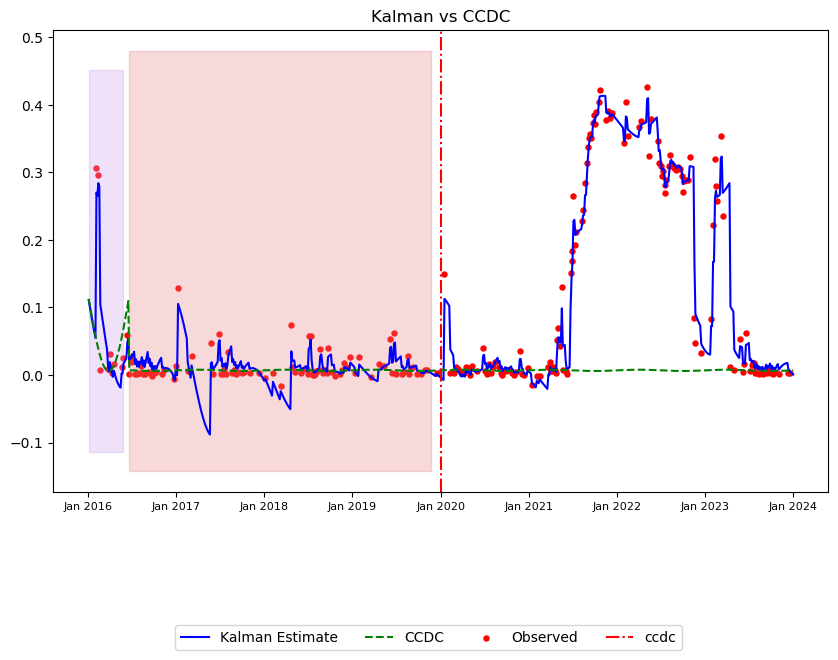 Kalman vs CCDC
0.5
0.4
0.3
0.2
0.1
0.0
−0.1
Jan 2016 Jan 2017 Jan 2018 Jan 2019 Jan 2020 Jan 2021 Jan 2022 Jan 2023 Jan 2024
Kalman Estimate CCDC Observed ccdc